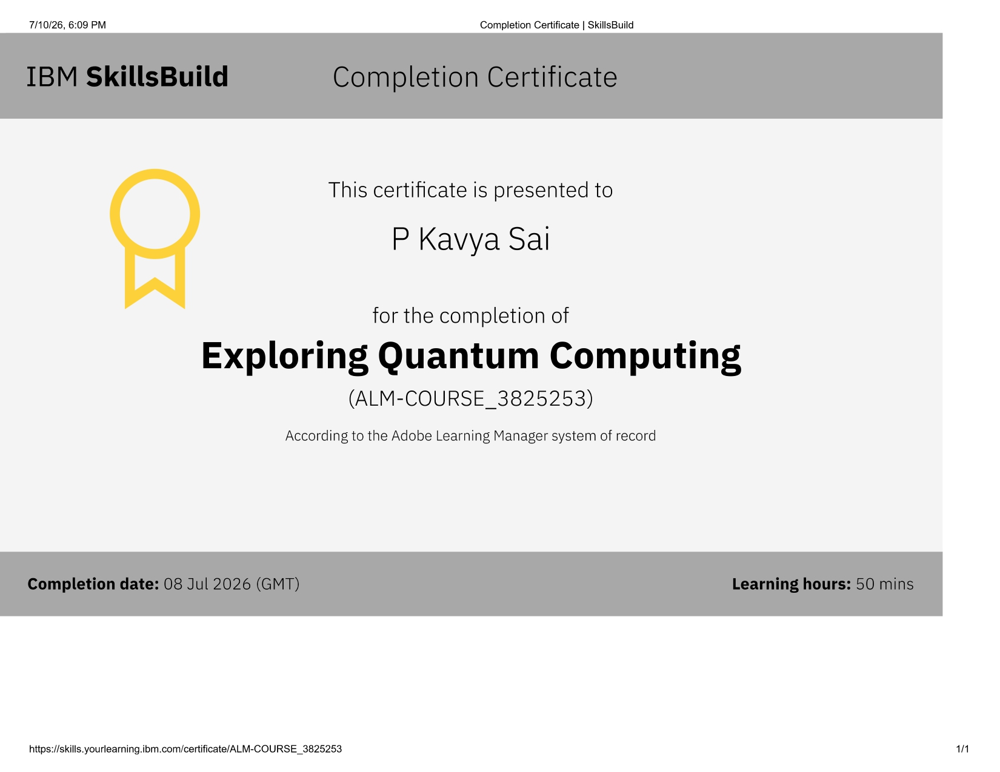 7/10/26, 6:09 PM
Completion Certificate | SkillsBuild
IBM SkillsBuild
Completion Certificate
This certificate is presented to
P Kavya Sai
for the completion of
Exploring Quantum Computing
(ALM-COURSE_3825253)
According to the Adobe Learning Manager system of record
Completion date: 08 Jul 2026 (GMT)
Learning hours: 50 mins
https://skills.yourlearning.ibm.com/certificate/ALM-COURSE_3825253
1/1